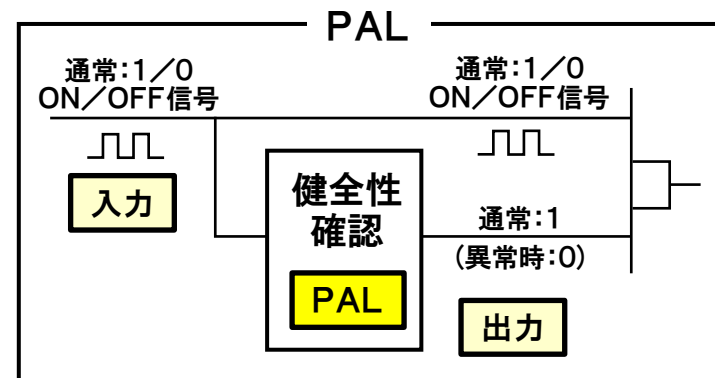 PAL
通常:1/0
ON/OFF信号
通常:1/0
ON/OFF信号
入力
健全性
確認
PAL
通常:1
(異常時:0)
出力